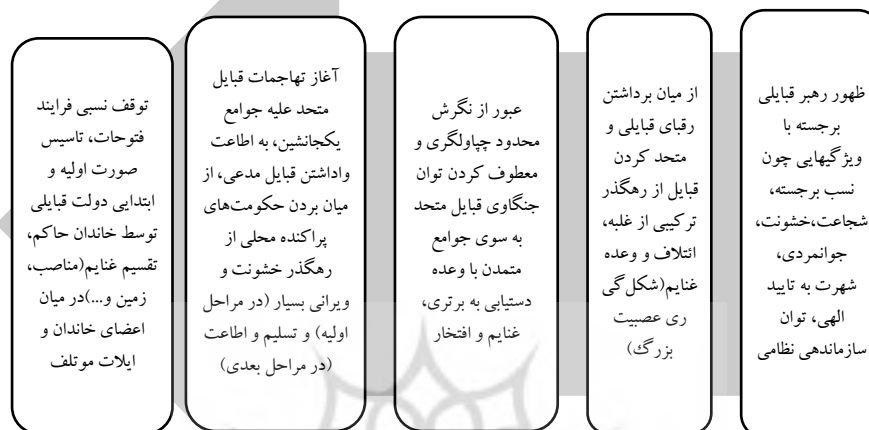 ظهور رهبر قبایلی
برجسته با
ویژگیهایی چون
نسب برجسته،
شجاعت،خشونت،
جوانمردی،
شهرت به تایید
الهی، توان
سازماندهی نظامی
از میان برداشتن
رقبای قبایلی و
متحد کردن
قبایل از رهگذر
ترکیبی از غلبه،
ائتلاف و وعده
غنایم(شکل گی
ری عصبیت
بزرگ)
عبور از نگرش
محدود چپاولگری و
معطوف کردن توان
جنگاوی قبایل متحد
به سوی جوامع
متمدن با وعده
دستیابی به برتری،
غنایم و افتخار
آغاز تهاجمات قبایل
متحد علیه جوامع
یکجانشین، به اطاعت
واداشتن قبایل مدعی، از
میان بردن حکومت‌های
پراکنده محلی از
رهگذر خشونت و
ویرانی بسیار (در مراحل
اولیه) و تسلیم و اطاعت
(در مراحل بعدی)
توقف نسبی فرایند
فتوحات، تاسیس
صورت اولیه و
ابتدایی دولت قبایلی
توسط خاندان حاکم،
تقسیم غنایم(مناصب،
زمین و...)در میان
اعضای خاندان و
ایلات موتلف